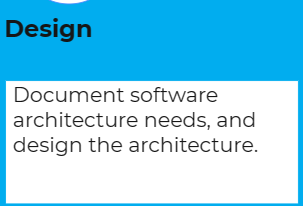 Design
Document software
architecture needs, and
design the architecture.